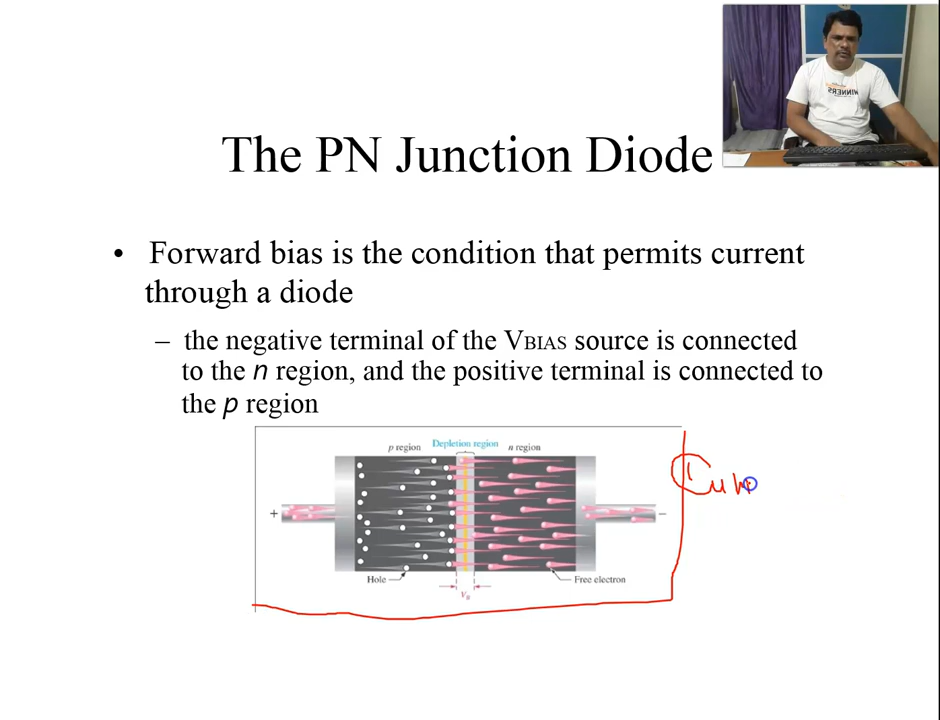 WINNERS
The PN Junction Diode
• Forward bias is the condition that permits current
through a diode
– the negative terminal of the VBIAS source is connected
to the n region, and the positive terminal is connected to
the p region
p region Depletion region n region
+ −
Hole Free electron